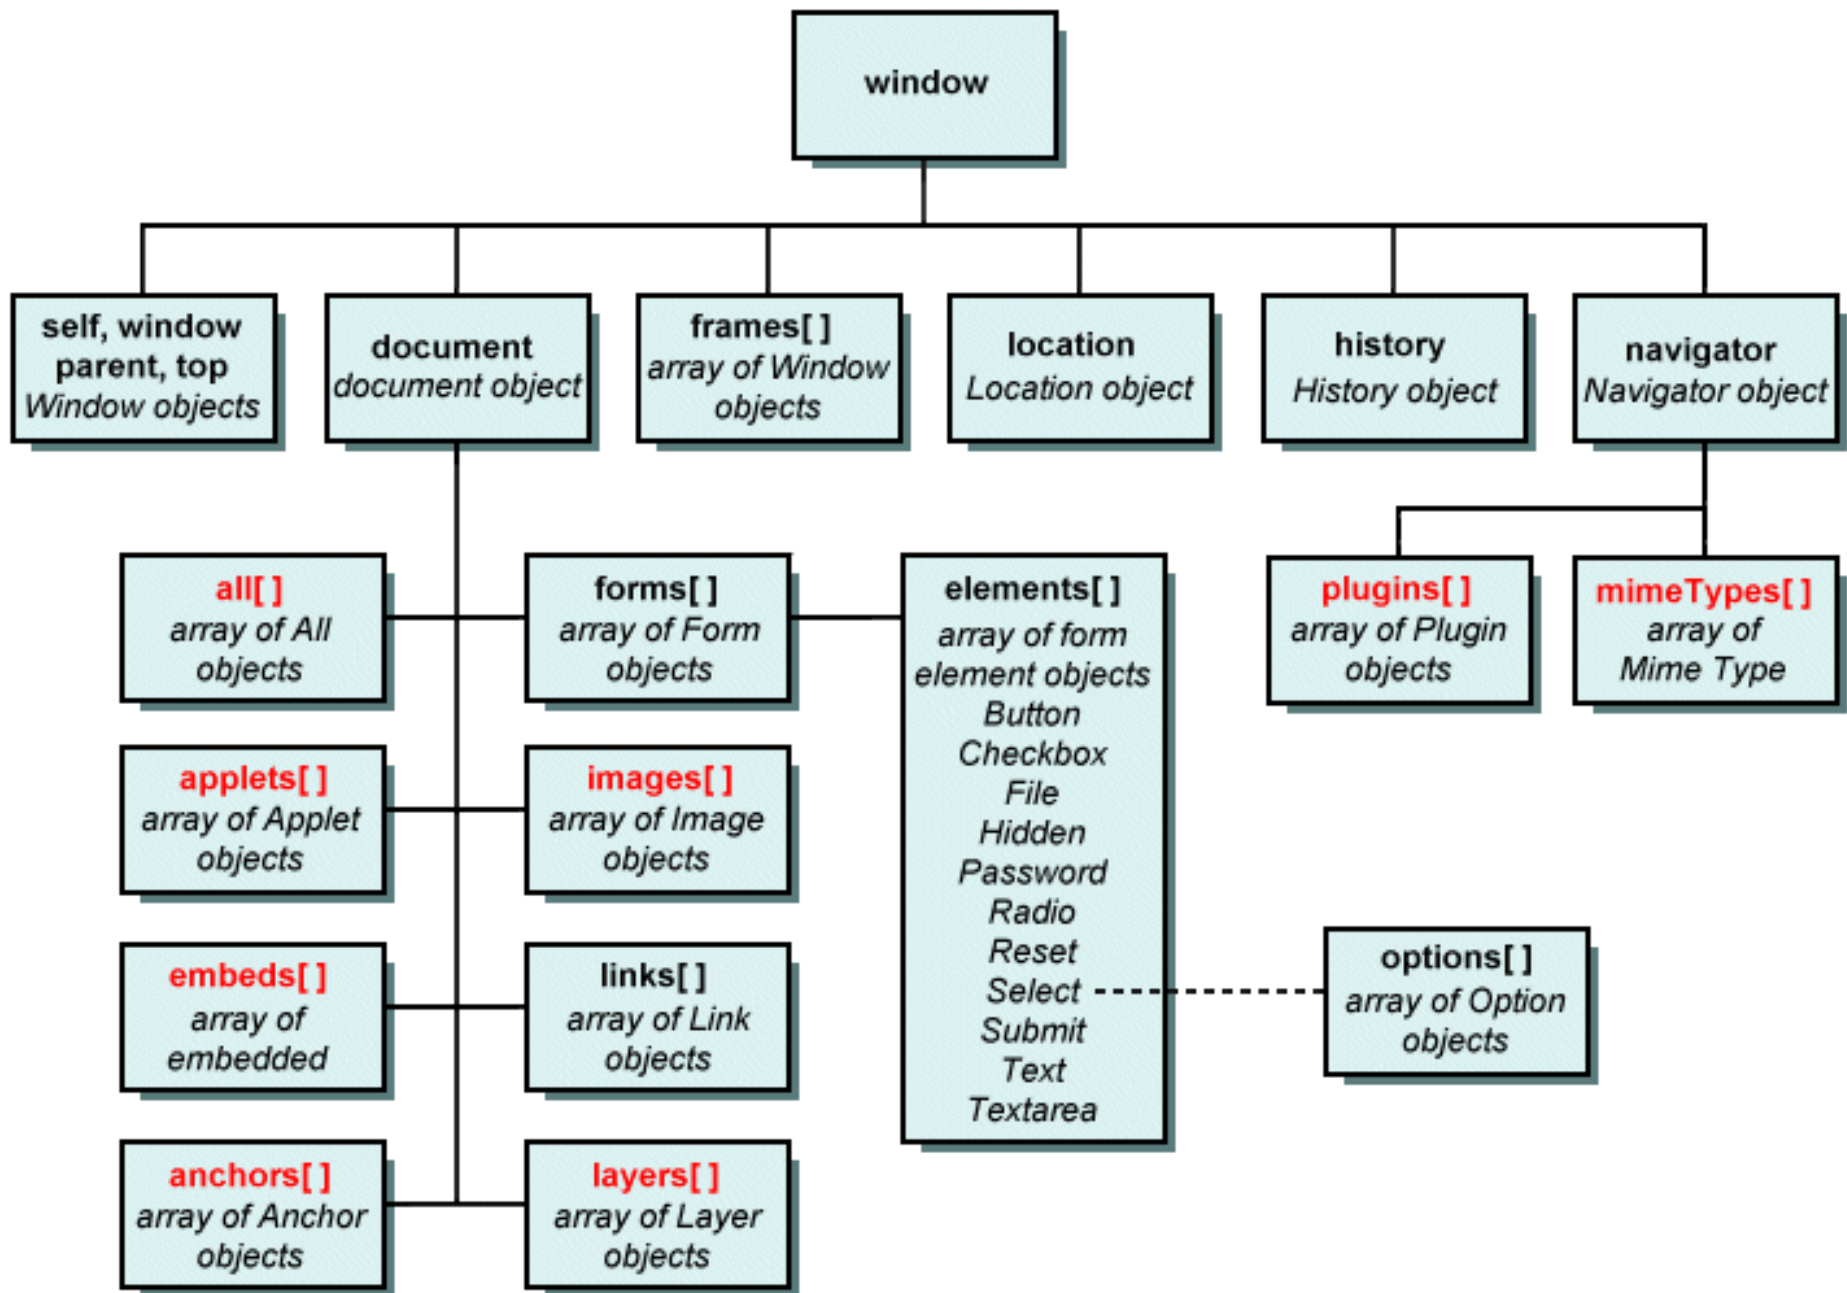 window
self, window
parent, top
Window objects
document
document object
frames[ ]
array of Window
objects
location
Location object
history
History object
navigator
Navigator object
all[ ]
array of All
objects
forms[ ]
array of Form
objects
elements[ ]
array of form
element objects
Button
Checkbox
File
Hidden
Password
Radio
Reset
Select
Submit
Text
Textarea
plugins[ ]
array of Plugin
objects
mimeTypes[ ]
array of
Mime Type
applets[ ]
array of Applet
objects
images[ ]
array of Image
objects
embeds[ ]
array of
embedded
links[ ]
array of Link
objects
options[ ]
array of Option
objects
anchors[ ]
array of Anchor
objects
layers[ ]
array of Layer
objects